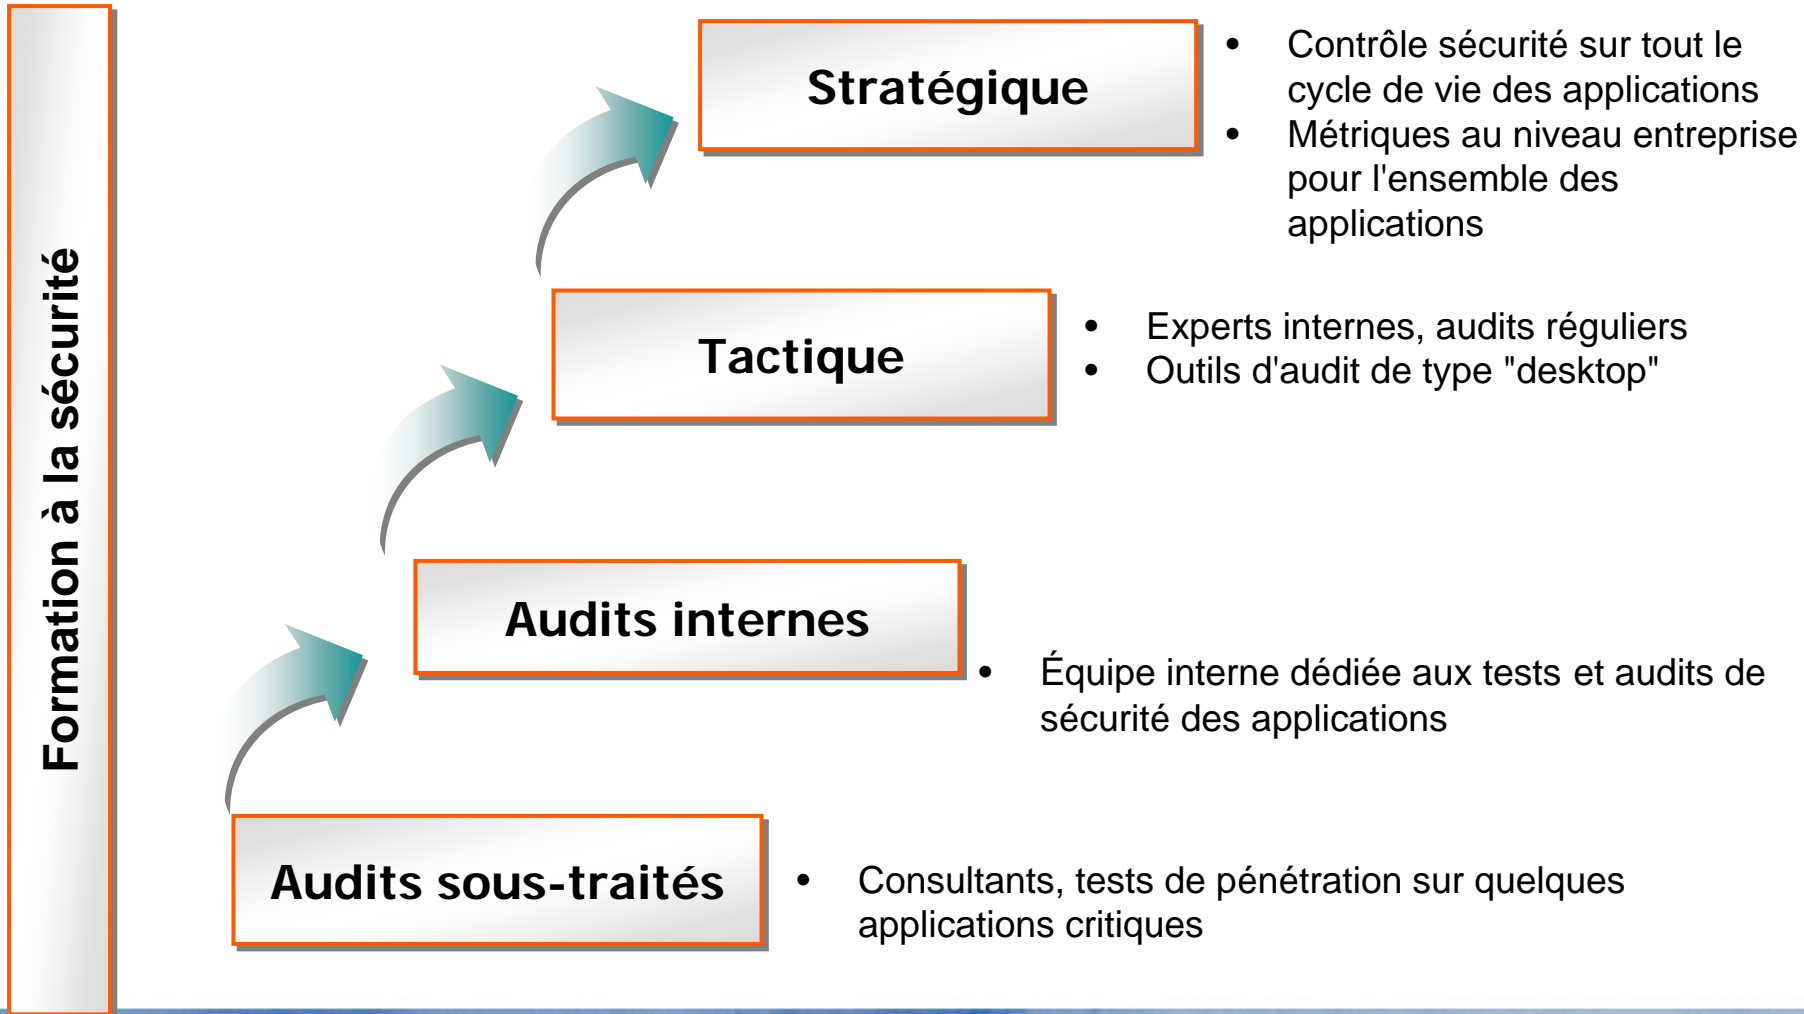 Formation à la sécurité
Stratégique
• Contrôle sécurité sur tout le
cycle de vie des applications
• Métriques au niveau entreprise
pour l'ensemble des
applications
Tactique
• Experts internes, audits réguliers
• Outils d'audit de type "desktop"
Audits internes
• Équipe interne dédiée aux tests et audits de
sécurité des applications
Audits sous-traités
• Consultants, tests de pénétration sur quelques
applications critiques